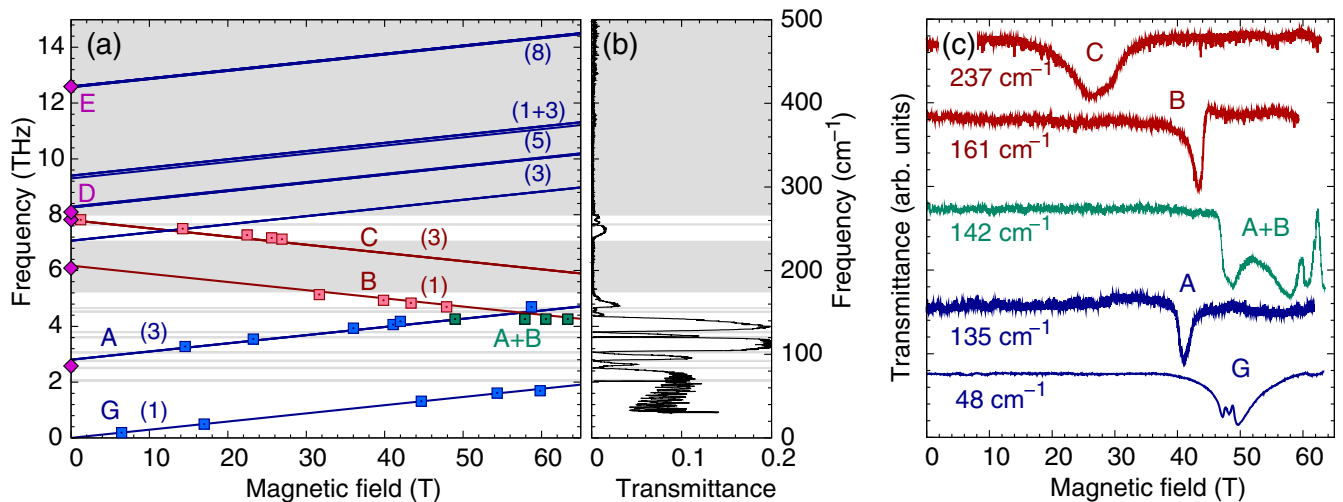 (a)
14
12
10
8
6
4
2
0
Frequency (THz)
0 10 20 30 40 50 60
Magnetic field (T)
(8)
E
(1+3)
(5)
D
(3)
C (3)
B (1)
A (3)
A+B
G (1)
(b)
500
400
300
200
100
0
Frequency (cm⁻¹)
0.1 0.2
Transmittance
(c)
Transmittance (arb. units)
C
237 cm⁻¹
B
161 cm⁻¹
A+B
142 cm⁻¹
A
135 cm⁻¹
G
48 cm⁻¹
0 10 20 30 40 50 60
Magnetic field (T)